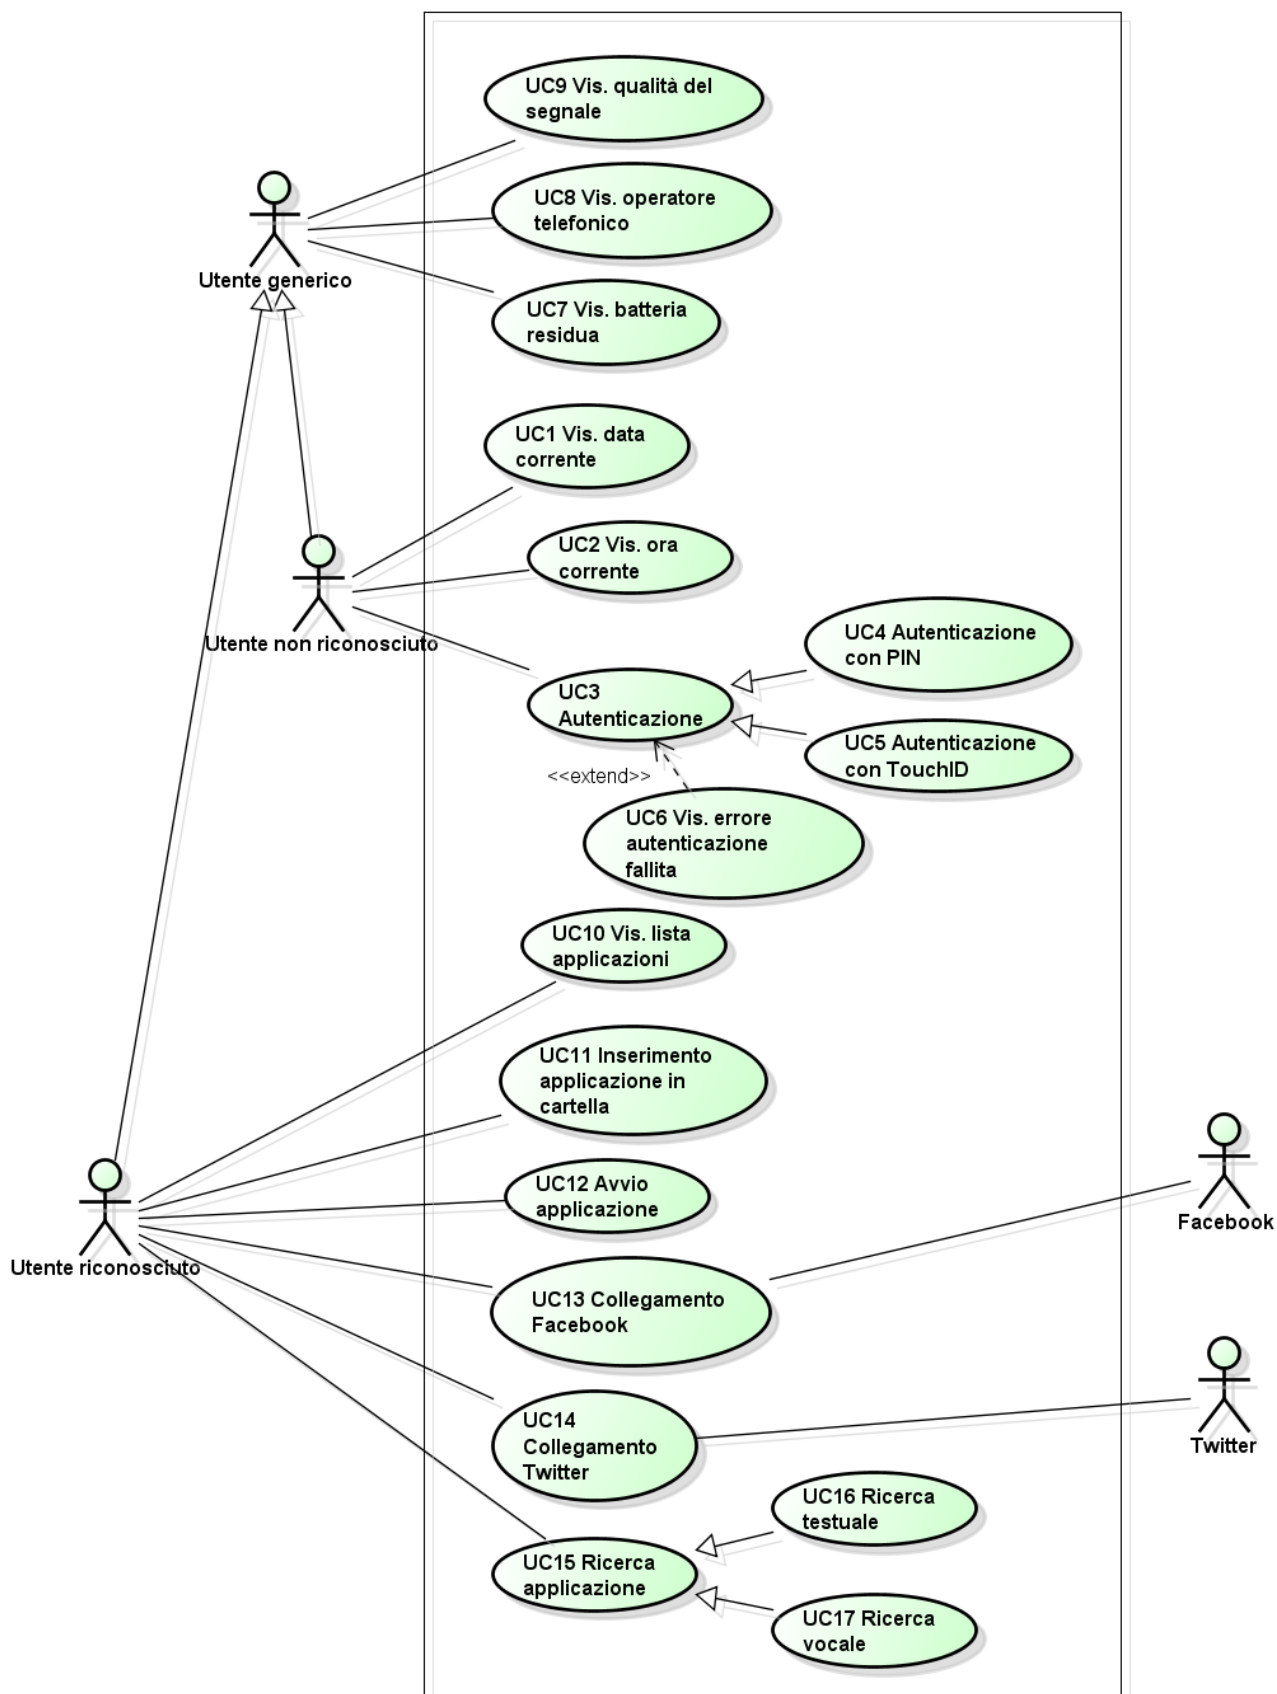 UC9 Vis. qualità del
segnale
UC8 Vis. operatore
telefonico
Utente generico
UC7 Vis. batteria
residua
UC1 Vis. data
corrente
UC2 Vis. ora
corrente
Utente non riconosciuto
UC4 Autenticazione
con PIN
UC3
Autenticazione
UC5 Autenticazione
con TouchID
<<extend>>
UC6 Vis. errore
autenticazione
fallita
UC10 Vis. lista
applicazioni
UC11 Inserimento
applicazione in
cartella
UC12 Avvio
applicazione
Facebook
Utente riconosciuto
UC13 Collegamento
Facebook
UC14
Collegamento
Twitter
Twitter
UC16 Ricerca
testuale
UC15 Ricerca
applicazione
UC17 Ricerca
vocale